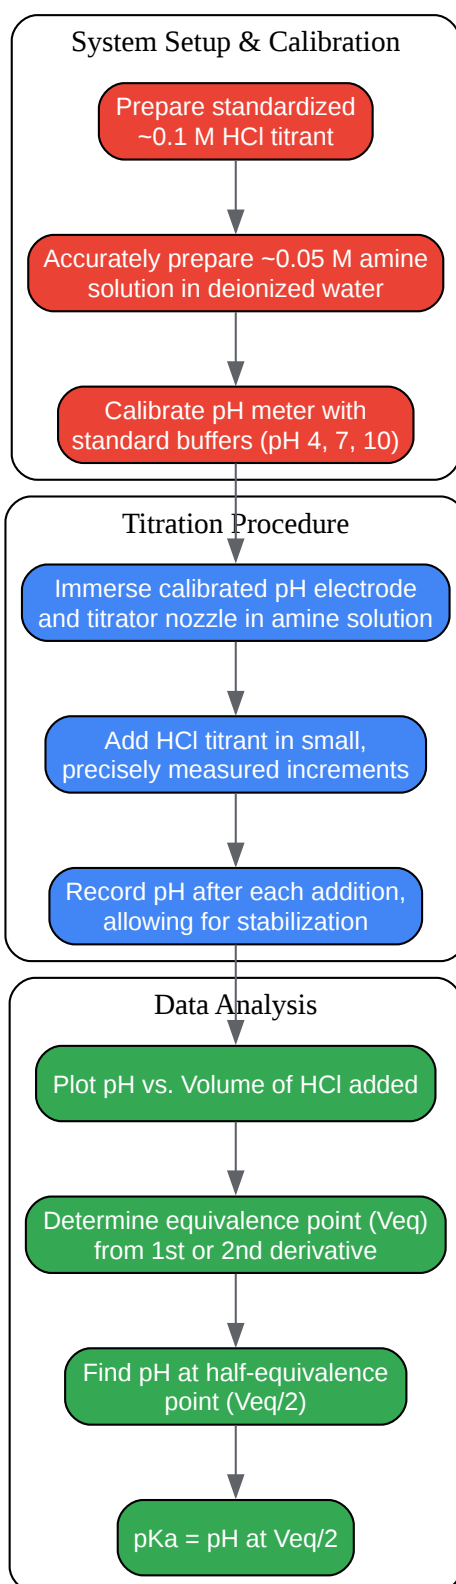 System Setup & Calibration
Prepare standardized
~0.1 M HCl titrant
Accurately prepare ~0.05 M amine
solution in deionized water
Calibrate pH meter with
standard buffers (pH 4, 7, 10)
Titration Procedure
Immerse calibrated pH electrode
and titrator nozzle in amine solution
Add HCl titrant in small,
precisely measured increments
Record pH after each addition,
allowing for stabilization
Data Analysis
Plot pH vs. Volume of HCl added
Determine equivalence point (Veq)
from 1st or 2nd derivative
Find pH at half-equivalence
point (Veq/2)
pKa = pH at Veq/2